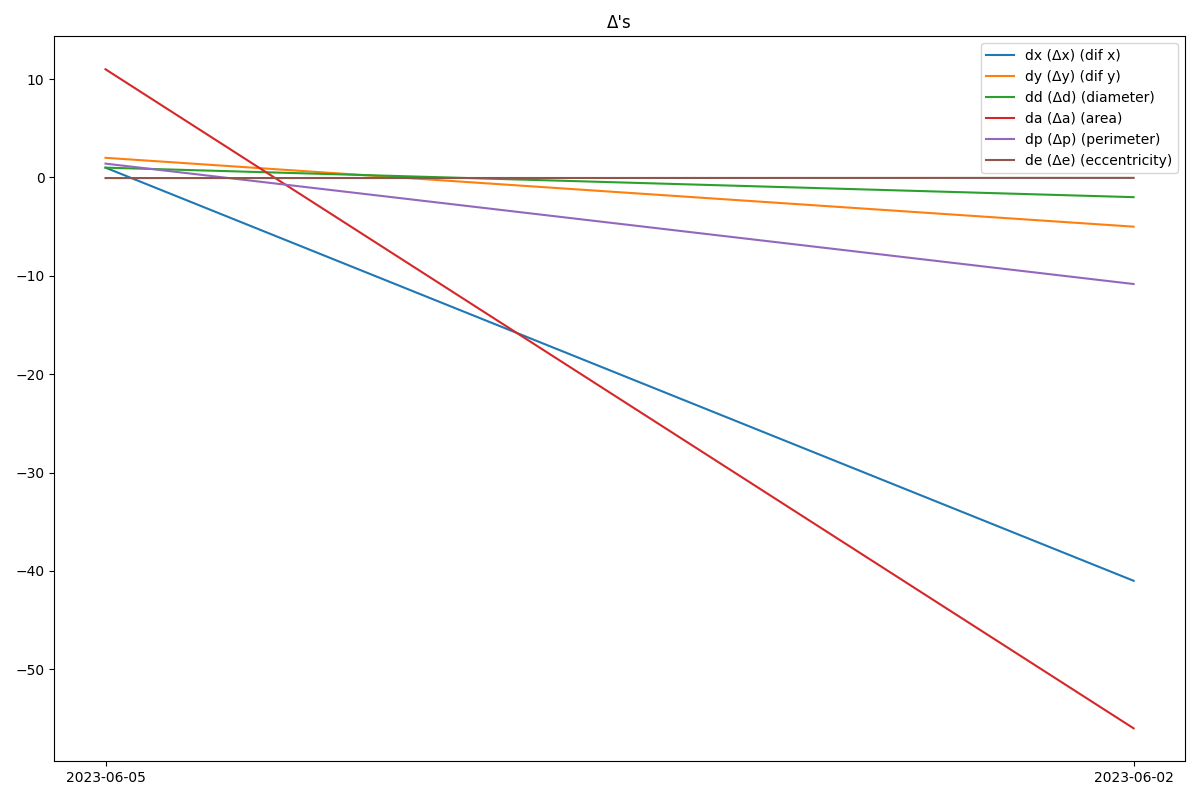 Δ's
dx (Δx) (dif x)
dy (Δy) (dif y)
dd (Δd) (diameter)
da (Δa) (area)
dp (Δp) (perimeter)
de (Δe) (eccentricity)
10
0
−10
−20
−30
−40
−50
2023-06-05
2023-06-02